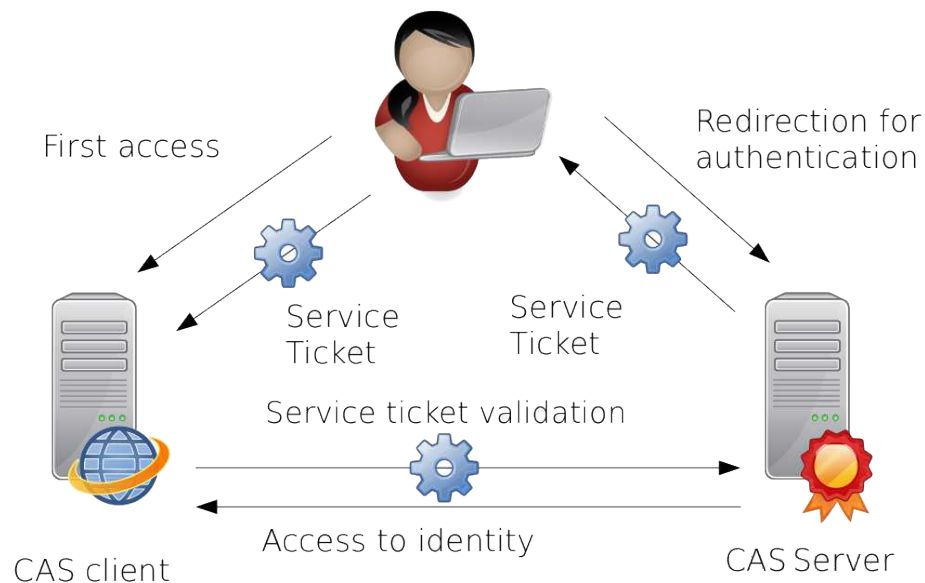 First access
Redirection for
authentication
Service
Ticket
Service
Ticket
Service ticket validation
Access to identity
CAS client
CAS Server